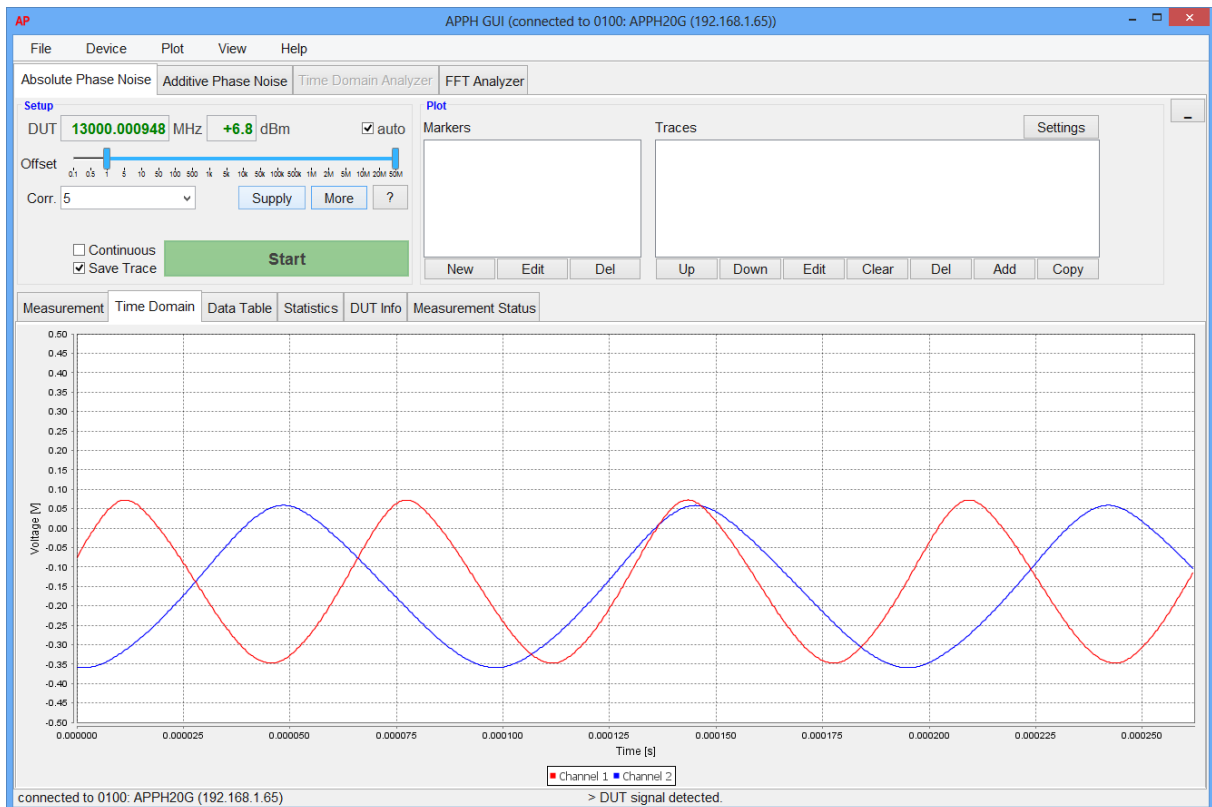 AP APPH GUI (connected to 0100: APPH20G (192.168.1.65))
File Device Plot View Help
Absolute Phase Noise Additive Phase Noise Time Domain Analyzer FFT Analyzer
Setup
DUT 13000.000948 MHz +6.8 dBm auto
Offset
0.1 0.5 1 5 10 50 100 500 1k 5k 10k 50k 100k 500k 1M 2M 5M 10M 20M 50M
Corr. 5 Supply More ?
Continuous
Save Trace
Start
Plot
Markers Traces Settings
New Edit Del Up Down Edit Clear Del Add Copy
Measurement Time Domain Data Table Statistics DUT Info Measurement Status
0.50
0.45
0.40
0.35
0.30
0.25
0.20
0.15
0.10
0.05
0.00
-0.05
-0.10
-0.15
-0.20
-0.25
-0.30
-0.35
-0.40
-0.45
-0.50
Voltage [V]
0.000000 0.000025 0.000050 0.000075 0.000100 0.000125 0.000150 0.000175 0.000200 0.000225 0.000250
Time [s]
Channel 1 Channel 2
connected to 0100: APPH20G (192.168.1.65) > DUT signal detected.